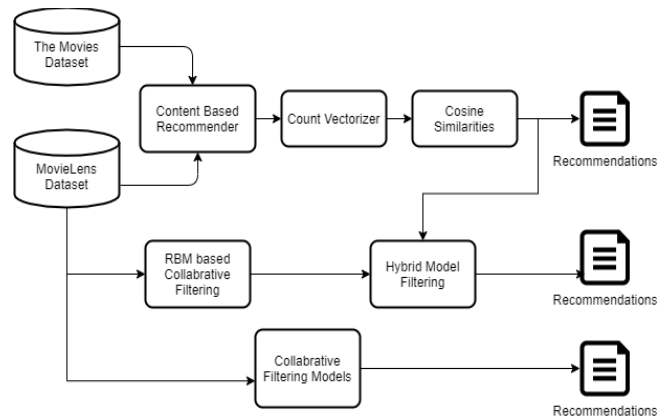 The Movies
Dataset
Content Based
Recommender
Count Vectorizer
Cosine
Similarities
Recommendations
MovieLens
Dataset
RBM based
Collabrative
Filtering
Hybrid Model
Filtering
Recommendations
Collabrative
Filtering Models
Recommendations